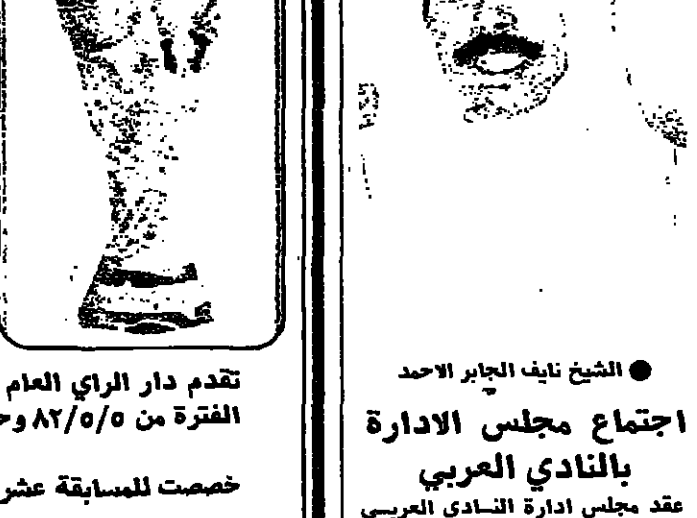 ● الشيخ نايف الجابر الاحمد
اجتماع مجلس الادارة
بالنادي العربي
عقد مجلس ادارة النادي العربي
تقدم دار الراي العام
الفترة من ٨٢/٥/٥ وح
خصصت للمسابقة عشر